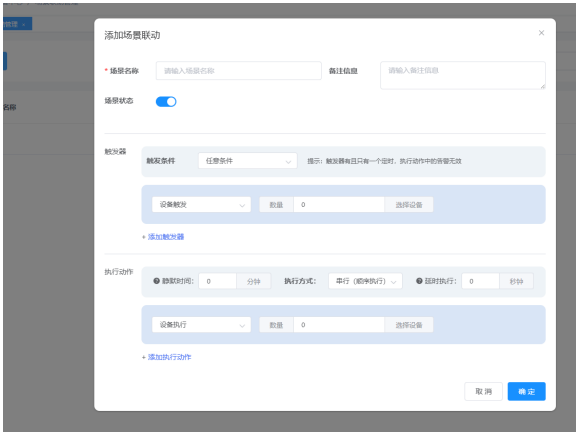 添加场景联动
×
* 场景名称 请输入场景名称 备注信息 请输入备注信息
场景状态
触发器
触发条件 任意条件 提示：触发器有且只有一个定时，执行动作中的告警无效
设备触发 数量 0 选择设备
+ 添加触发器
执行动作
静默时间： 0 分钟 执行方式： 串行（顺序执行） 延时执行： 0 秒钟
设备执行 数量 0 选择设备
+ 添加执行动作
取 消 确 定
名称
管理 ×